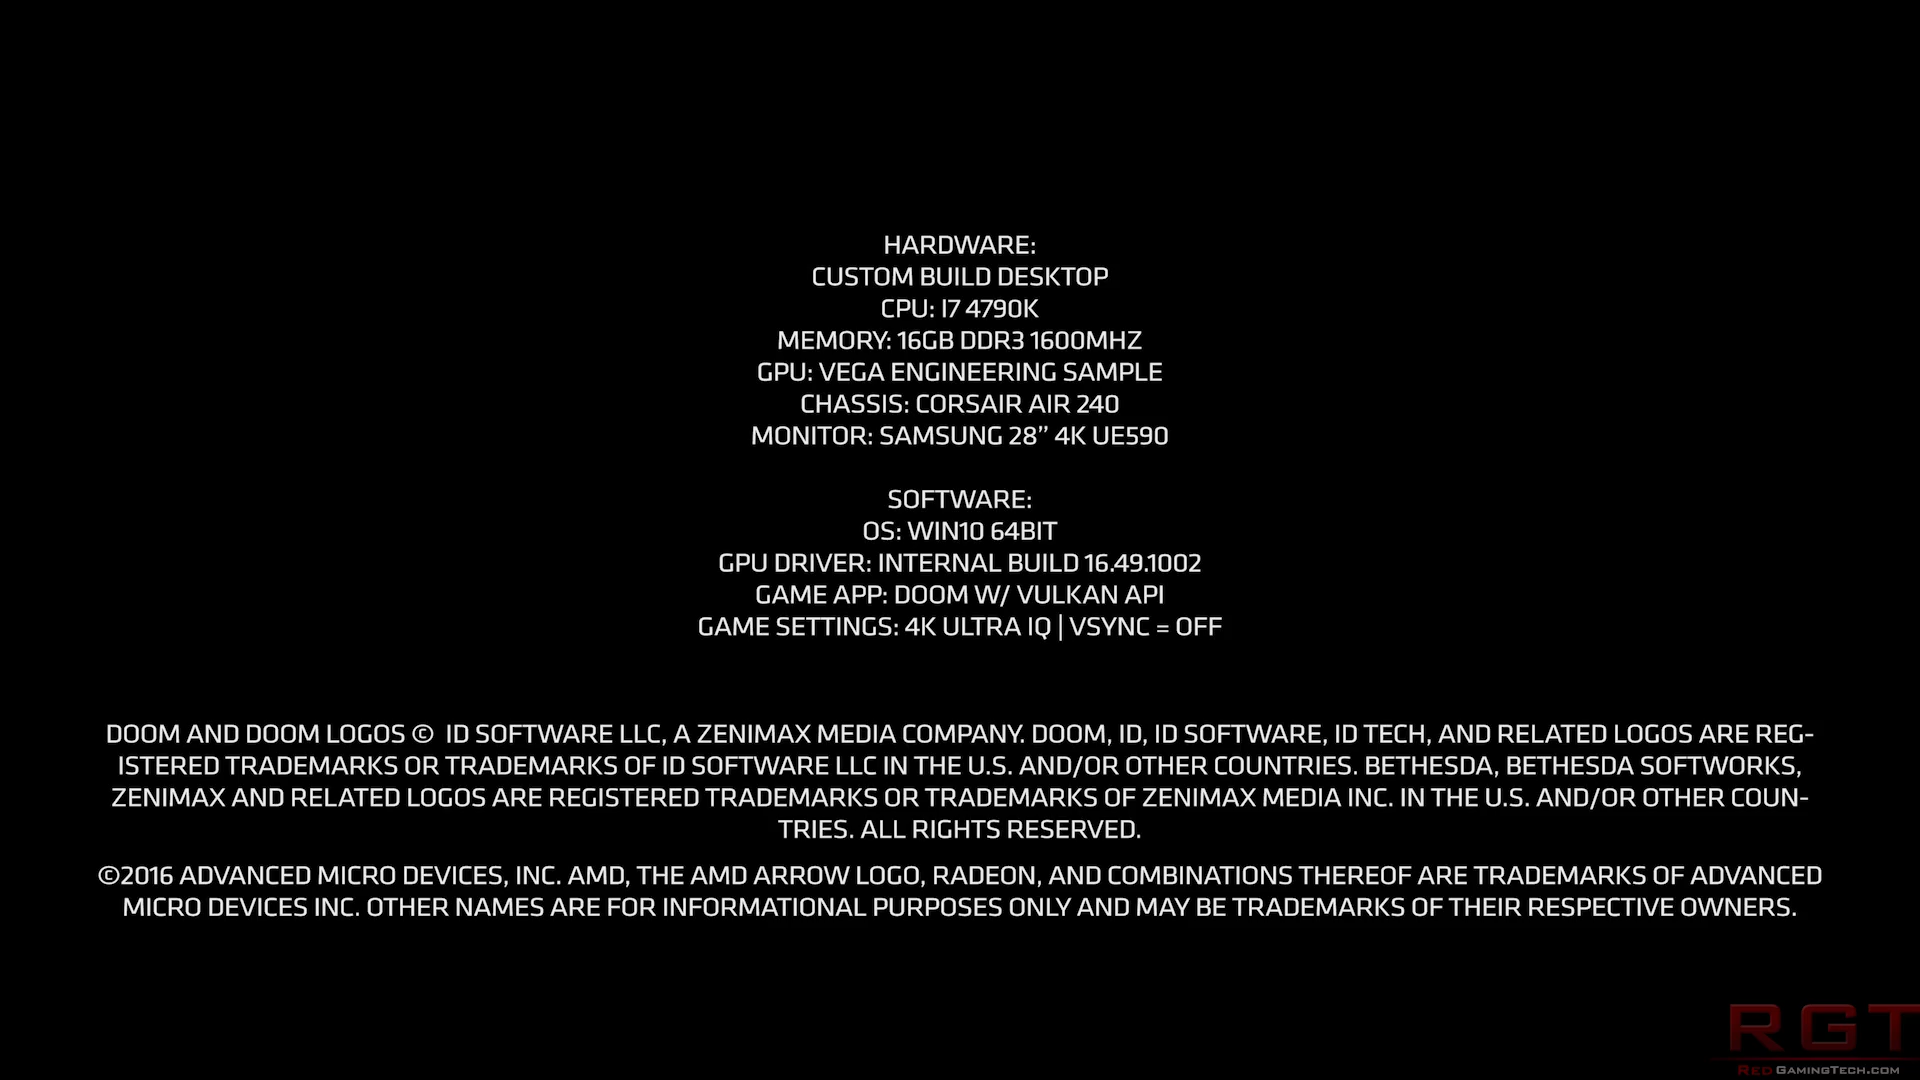 HARDWARE:
CUSTOM BUILD DESKTOP
CPU: I7 4790K
MEMORY: 16GB DDR3 1600MHZ
GPU: VEGA ENGINEERING SAMPLE
CHASSIS: CORSAIR AIR 240
MONITOR: SAMSUNG 28” 4K UE590
SOFTWARE:
OS: WIN10 64BIT
GPU DRIVER: INTERNAL BUILD 16.49.1002
GAME APP: DOOM W/ VULKAN API
GAME SETTINGS: 4K ULTRA IQ | VSYNC = OFF
DOOM AND DOOM LOGOS © ID SOFTWARE LLC, A ZENIMAX MEDIA COMPANY. DOOM, ID, ID SOFTWARE, ID TECH, AND RELATED LOGOS ARE REG-
ISTERED TRADEMARKS OR TRADEMARKS OF ID SOFTWARE LLC IN THE U.S. AND/OR OTHER COUNTRIES. BETHESDA, BETHESDA SOFTWORKS,
ZENIMAX AND RELATED LOGOS ARE REGISTERED TRADEMARKS OR TRADEMARKS OF ZENIMAX MEDIA INC. IN THE U.S. AND/OR OTHER COUN-
TRIES. ALL RIGHTS RESERVED.
©2016 ADVANCED MICRO DEVICES, INC. AMD, THE AMD ARROW LOGO, RADEON, AND COMBINATIONS THEREOF ARE TRADEMARKS OF ADVANCED
MICRO DEVICES INC. OTHER NAMES ARE FOR INFORMATIONAL PURPOSES ONLY AND MAY BE TRADEMARKS OF THEIR RESPECTIVE OWNERS.
RGT
RED GAMINGTECH.COM